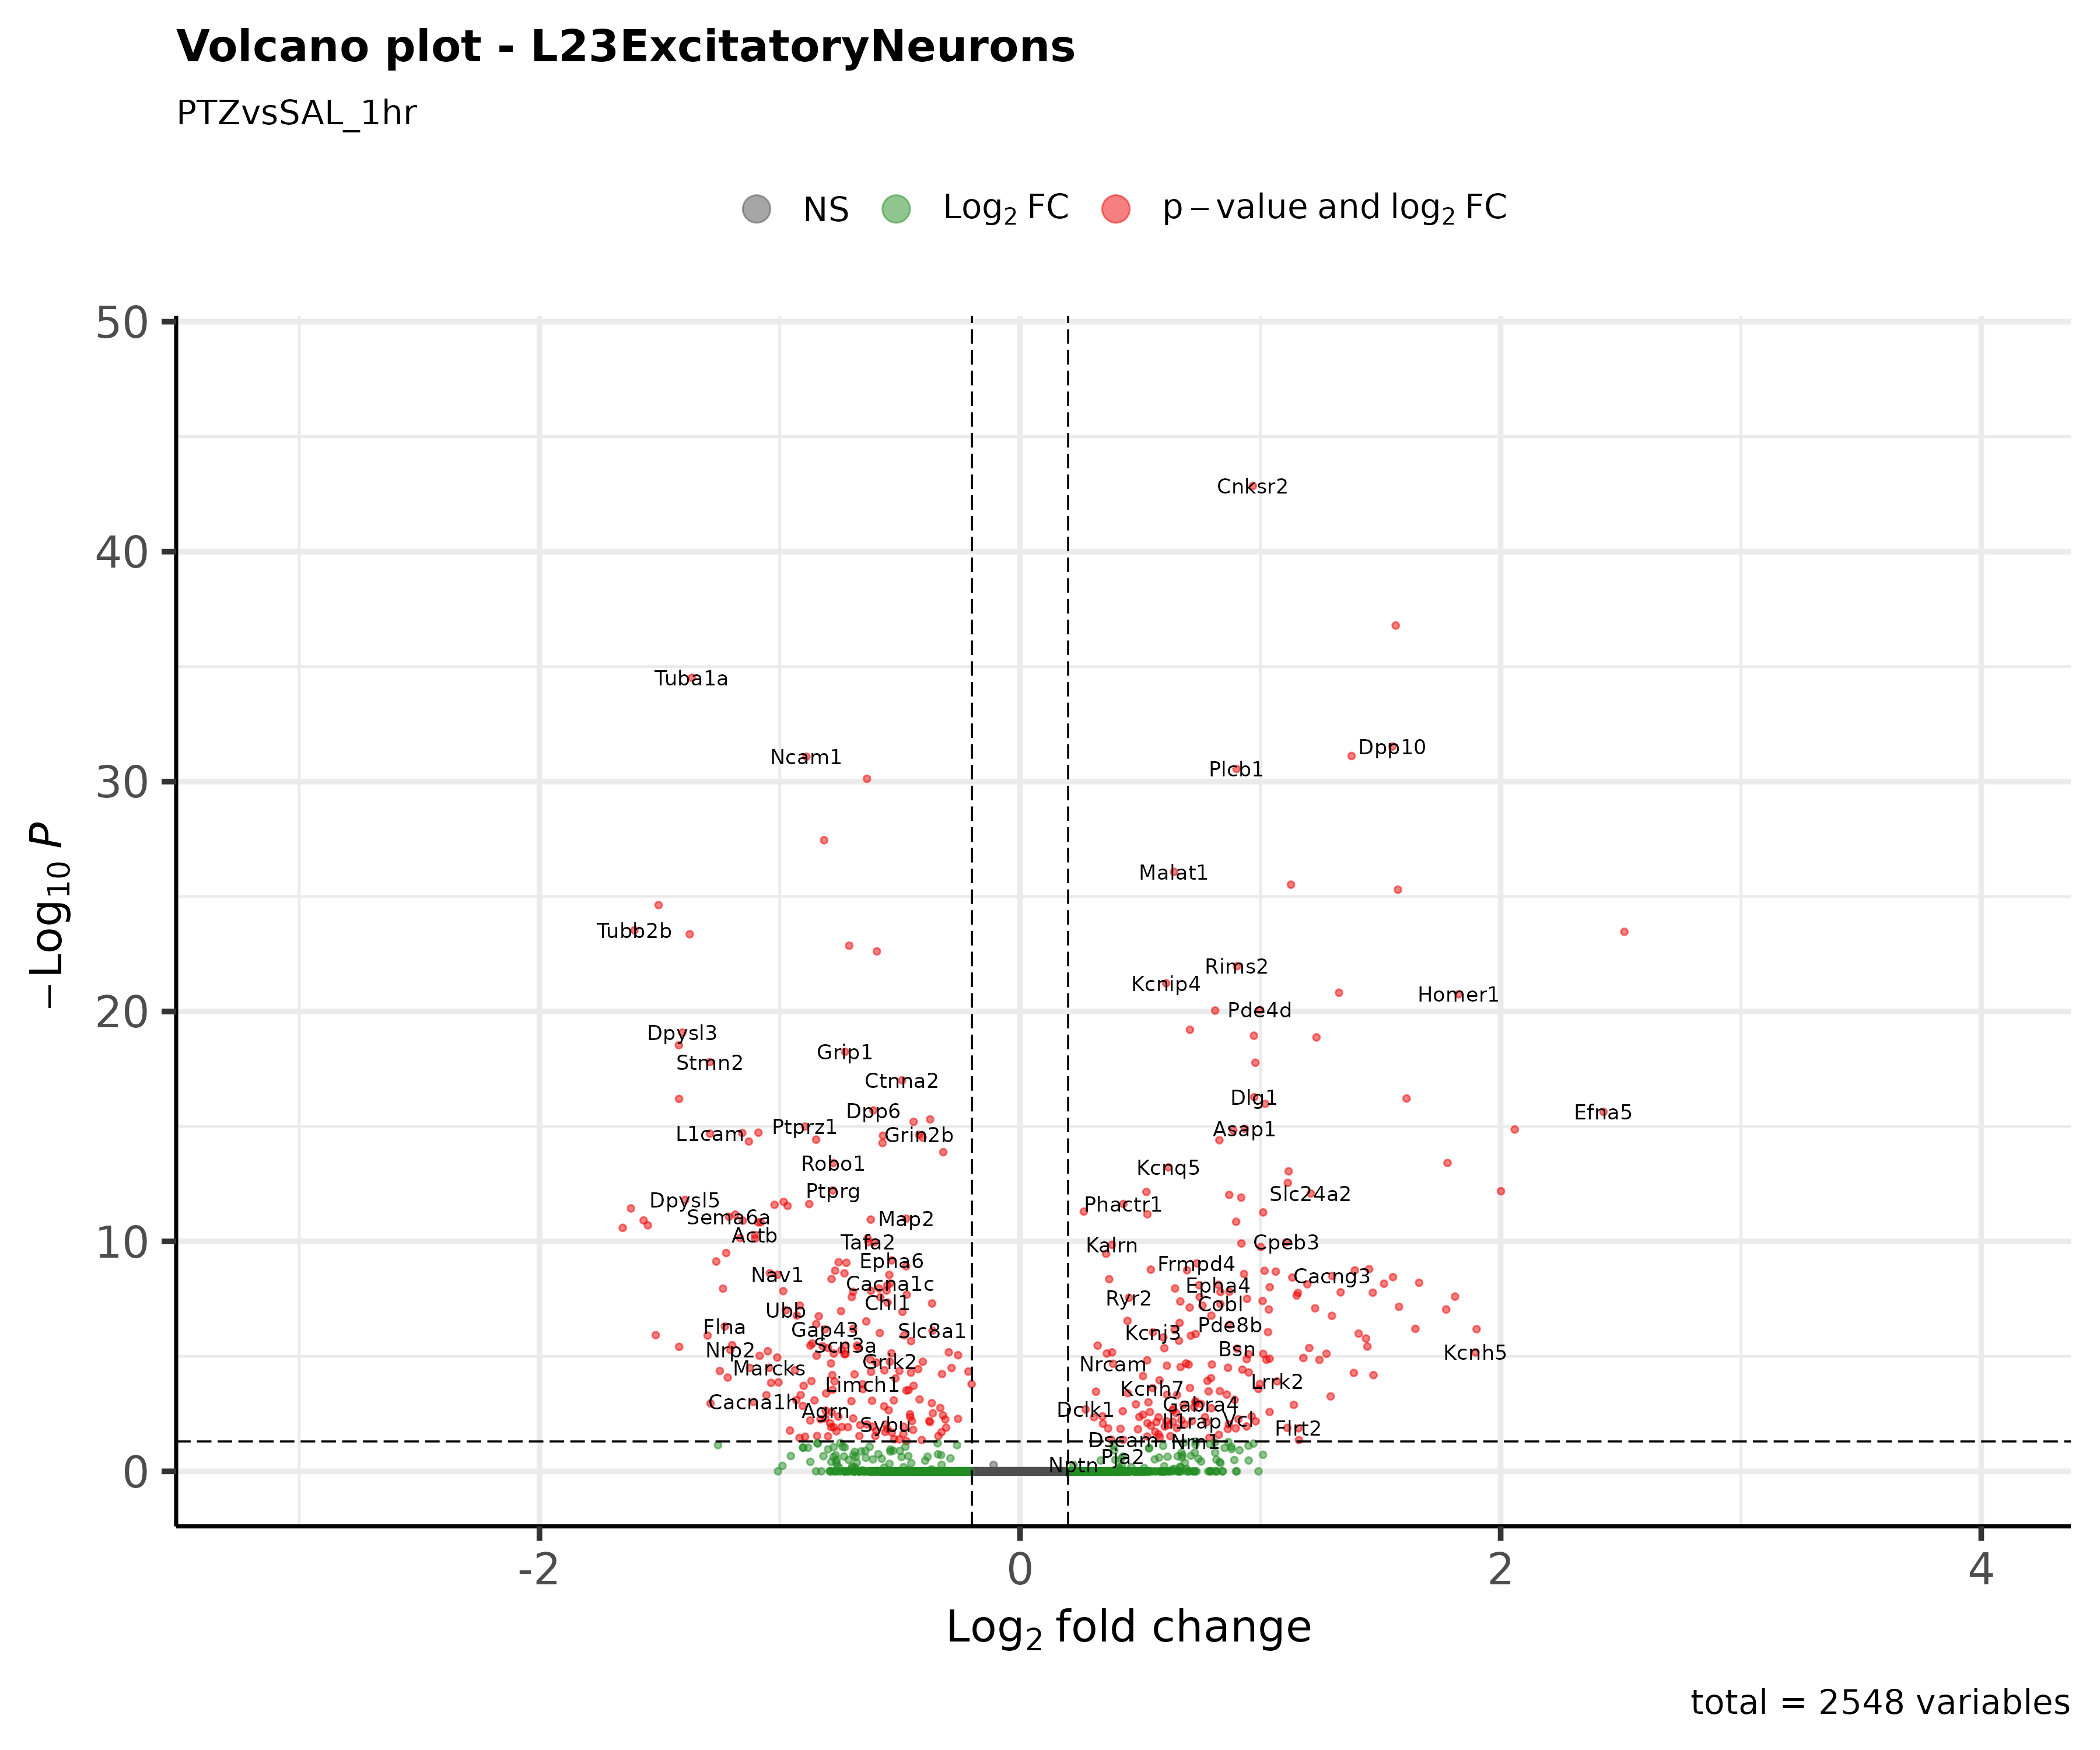 Volcano plot - L23ExcitatoryNeurons
PTZvsSAL_1hr
NS Log2 FC p – value and log2 FC
50
40
30
20
10
0
−Log10 P
Cnksr2
Tuba1a
Dpp10
Ncam1
Plcb1
Malat1
Tubb2b
Rims2
Kcnip4
Homer1
Pde4d
Dpysl3
Grip1
Stmn2
Ctnna2
Dlg1
Dpp6
Efna5
Ptprz1
Asap1
L1cam
Grin2b
Robo1
Kcnq5
Ptprg
Slc24a2
Dpysl5
Phactr1
Sema6a
Map2
Actb
Tafa2
Kalrn
Cpeb3
Epha6
Frmpd4
Nav1
Cacng3
Cacna1c
Epha4
Chl1
Ryr2
Cobl
Ubb
Flna
Gap43
Slc8a1
Kcnj3
Pde8b
Scn3a
Nrp2
Bsn
Kcnh5
Grik2
Marcks
Nrcam
Limch1
Kcnh7
Lrrk2
Cacna1h
Gabra4
Agrn
Dclk1
Sybu
Vcl
Flrt2
Dscam
Nrn1
Pja2
Nptn
-2 0 2 4
Log2 fold change
total = 2548 variables